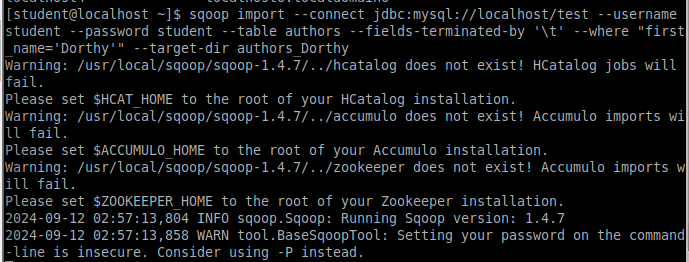 [student@localhost ~]$ sqoop import --connect jdbc:mysql://localhost/test --username
student --password student --table authors --fields-terminated-by '\t' --where "first
_name='Dorthy'" --target-dir authors_Dorthy
Warning: /usr/local/sqoop/sqoop-1.4.7/../hcatalog does not exist! HCatalog jobs will
fail.
Please set $HCAT_HOME to the root of your HCatalog installation.
Warning: /usr/local/sqoop/sqoop-1.4.7/../accumulo does not exist! Accumulo imports wi
ll fail.
Please set $ACCUMULO_HOME to the root of your Accumulo installation.
Warning: /usr/local/sqoop/sqoop-1.4.7/../zookeeper does not exist! Accumulo imports w
ill fail.
Please set $ZOOKEEPER_HOME to the root of your Zookeeper installation.
2024-09-12 02:57:13,804 INFO sqoop.Sqoop: Running Sqoop version: 1.4.7
2024-09-12 02:57:13,858 WARN tool.BaseSqoopTool: Setting your password on the command
-line is insecure. Consider using -P instead.